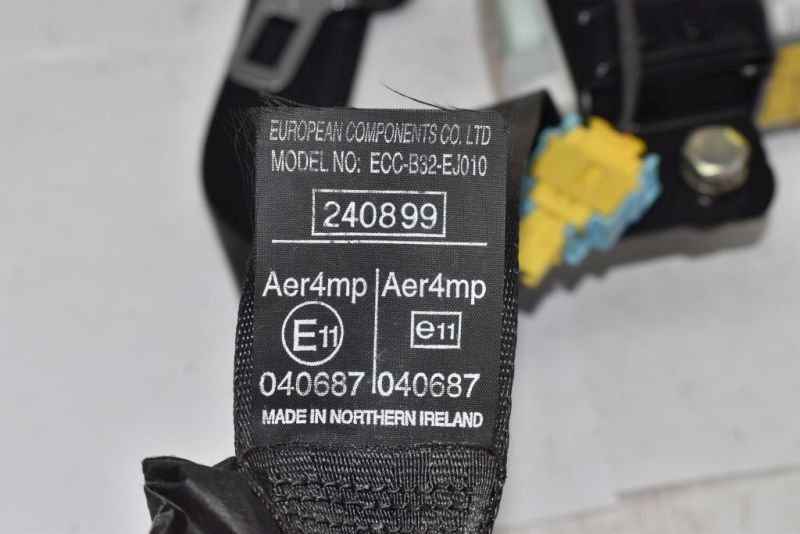 EUROPEAN COMPONENTS CO. LTD
MODEL NO: ECC-B32-EJ010
240899
Aer4mp Aer4mp
E11 e11
040687 040687
MADE IN NORTHERN IRELAND